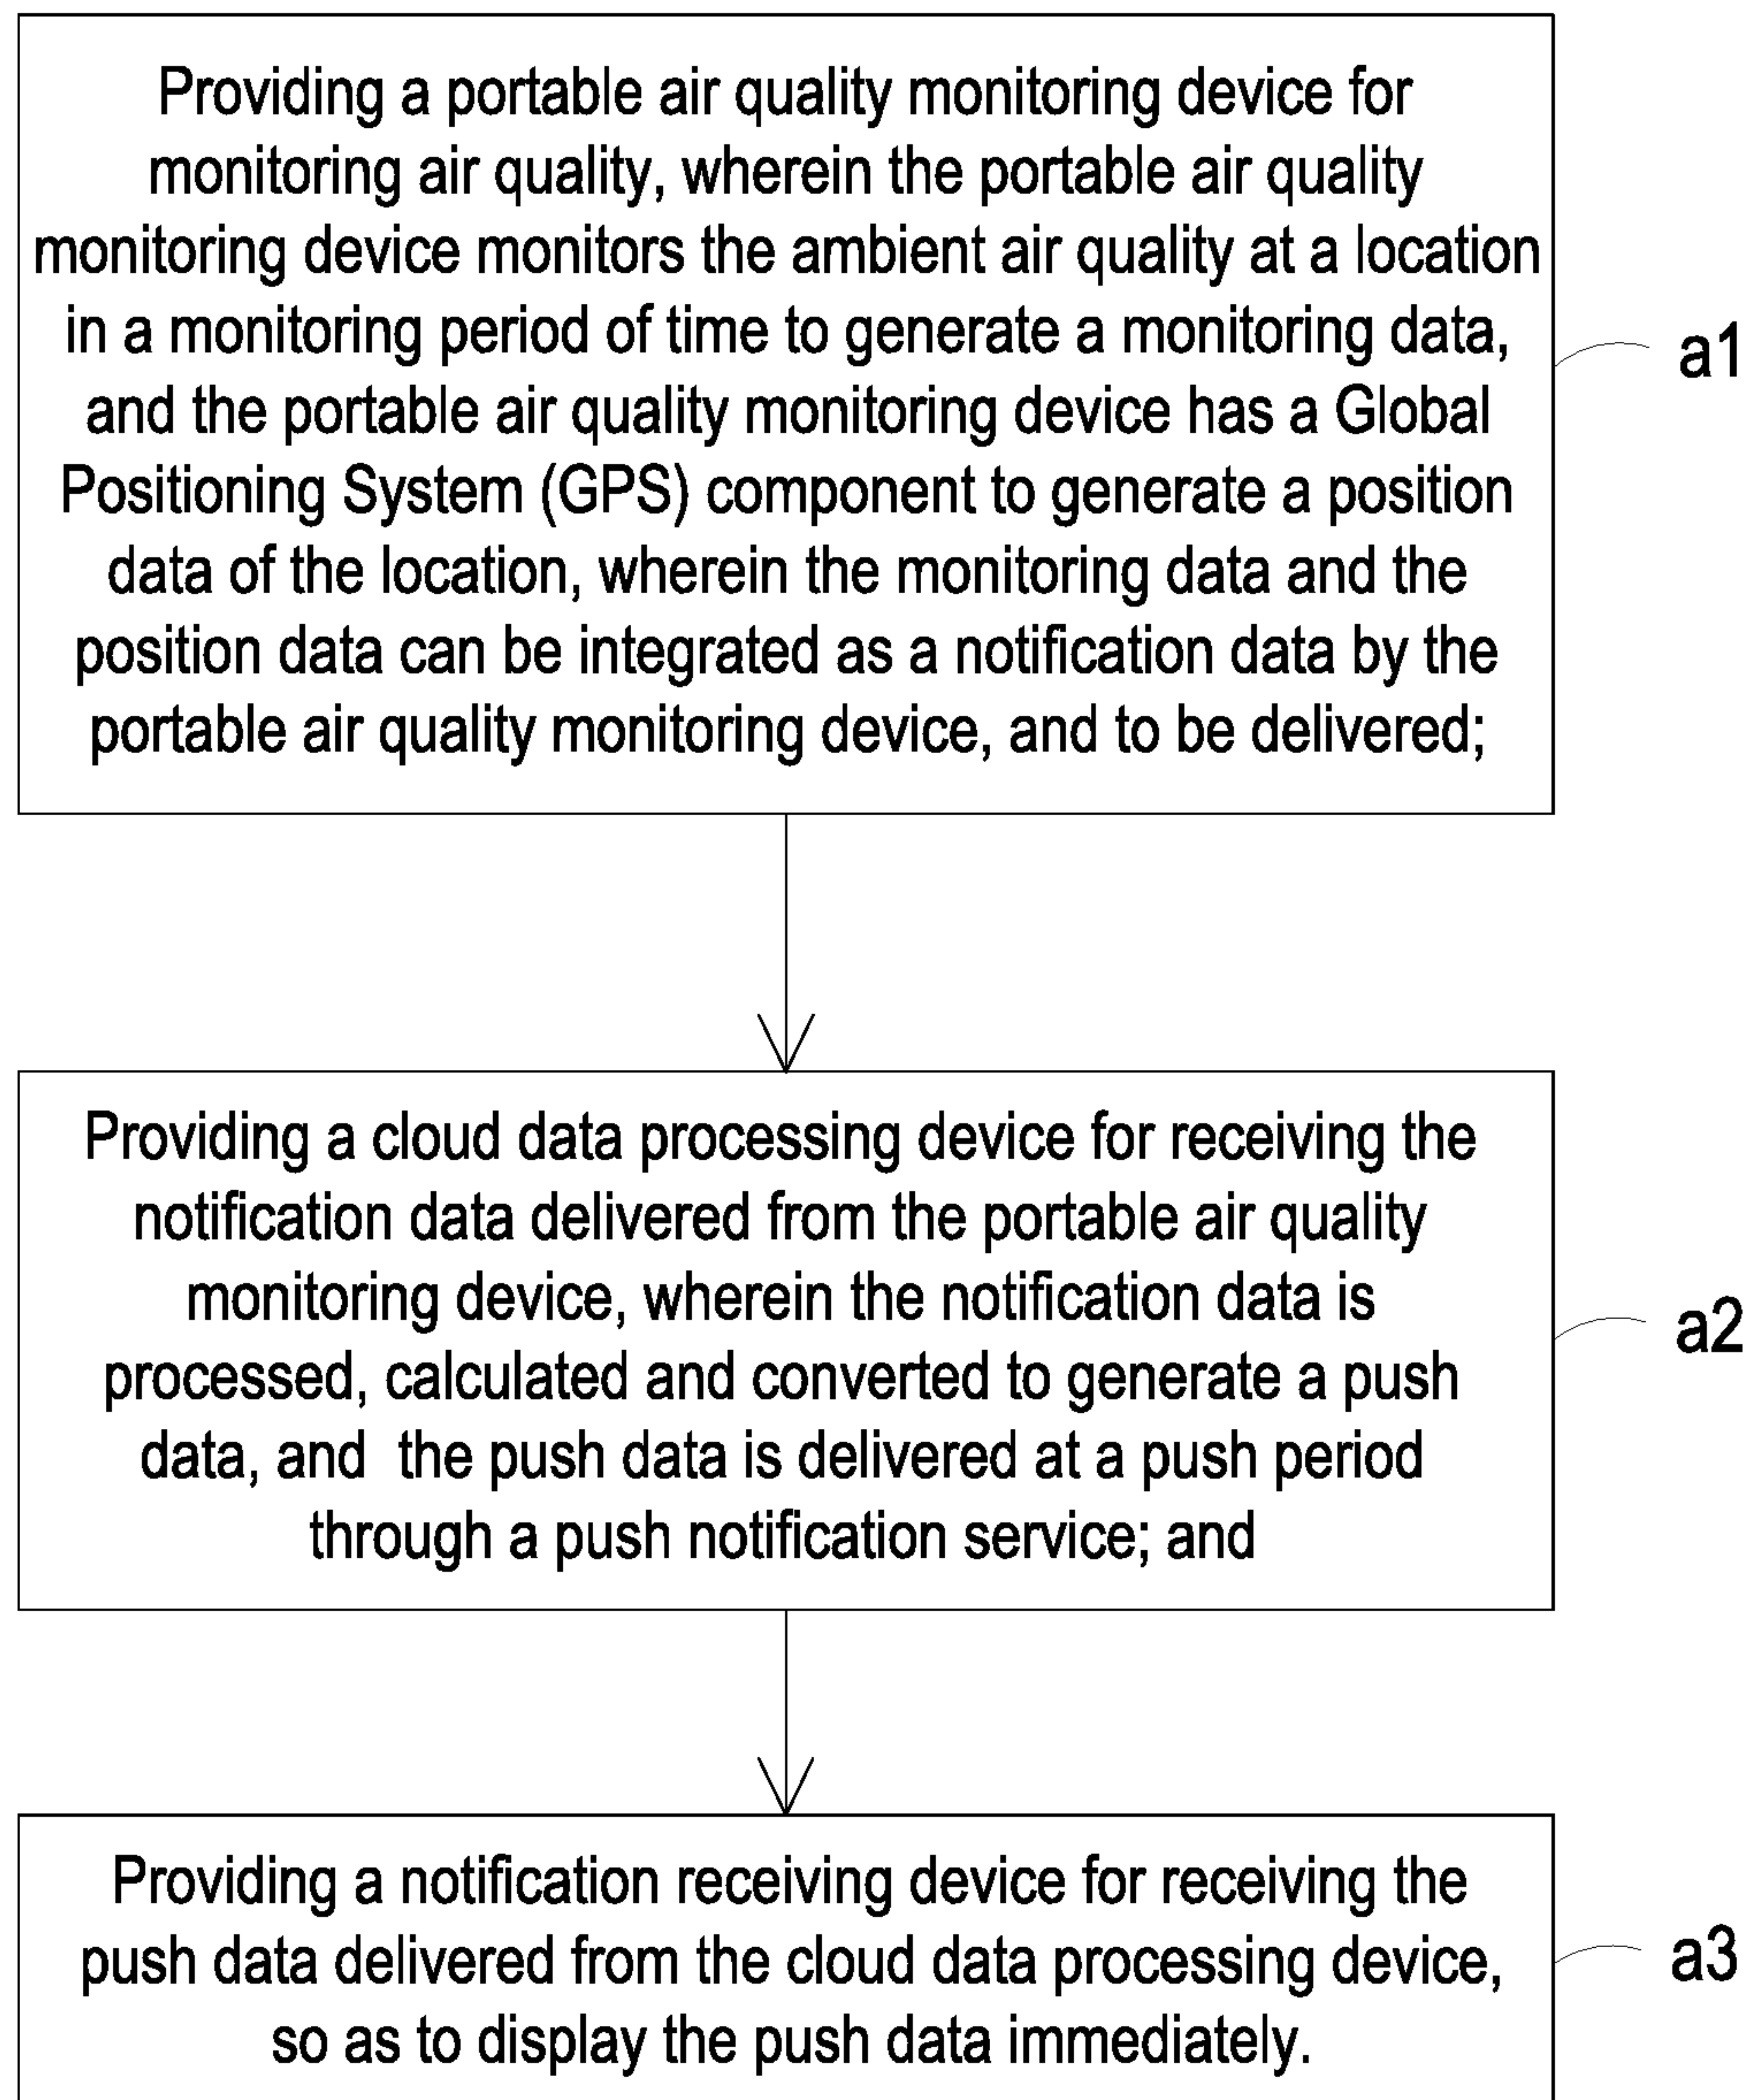 Providing a portable air quality monitoring device for
monitoring air quality, wherein the portable air quality
monitoring device monitors the ambient air quality at a location
in a monitoring period of time to generate a monitoring data,
and the portable air quality monitoring device has a Global
Positioning System (GPS) component to generate a position
data of the location, wherein the monitoring data and the
position data can be integrated as a notification data by the
portable air quality monitoring device, and to be delivered;
a1
Providing a cloud data processing device for receiving the
notification data delivered from the portable air quality
monitoring device, wherein the notification data is
processed, calculated and converted to generate a push
data, and  the push data is delivered at a push period
through a push notification service; and
a2
Providing a notification receiving device for receiving the
push data delivered from the cloud data processing device,
so as to display the push data immediately.
a3